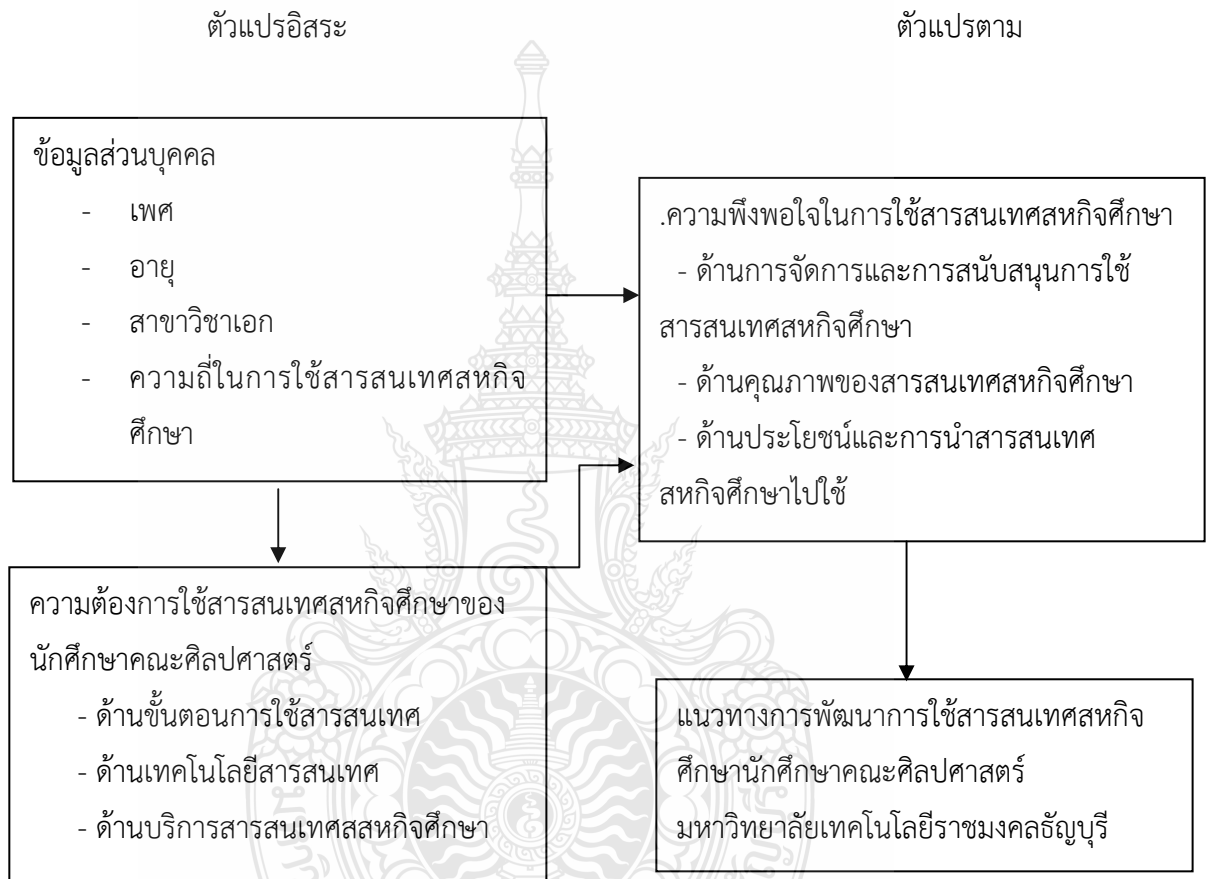 ตัวแปรอิสระ
ตัวแปรตาม
ข้อมูลส่วนบุคคล
- เพศ
- อายุ
- สาขาวิชาเอก
- ความถี่ในการใช้สารสนเทศสหกิจ
ศึกษา
.ความพึงพอใจในการใช้สารสนเทศสหกิจศึกษา
- ด้านการจัดการและการสนับสนุนการใช้
สารสนเทศสหกิจศึกษา
- ด้านคุณภาพของสารสนเทศสหกิจศึกษา
- ด้านประโยชน์และการนำสารสนเทศ
สหกิจศึกษาไปใช้
ความต้องการใช้สารสนเทศสหกิจศึกษาของ
นักศึกษาคณะศิลปศาสตร์
- ด้านขั้นตอนการใช้สารสนเทศ
- ด้านเทคโนโลยีสารสนเทศ
- ด้านบริการสารสนเทศสสหกิจศึกษา
แนวทางการพัฒนาการใช้สารสนเทศสหกิจ
ศึกษานักศึกษาคณะศิลปศาสตร์
มหาวิทยาลัยเทคโนโลยีราชมงคลธัญบุรี